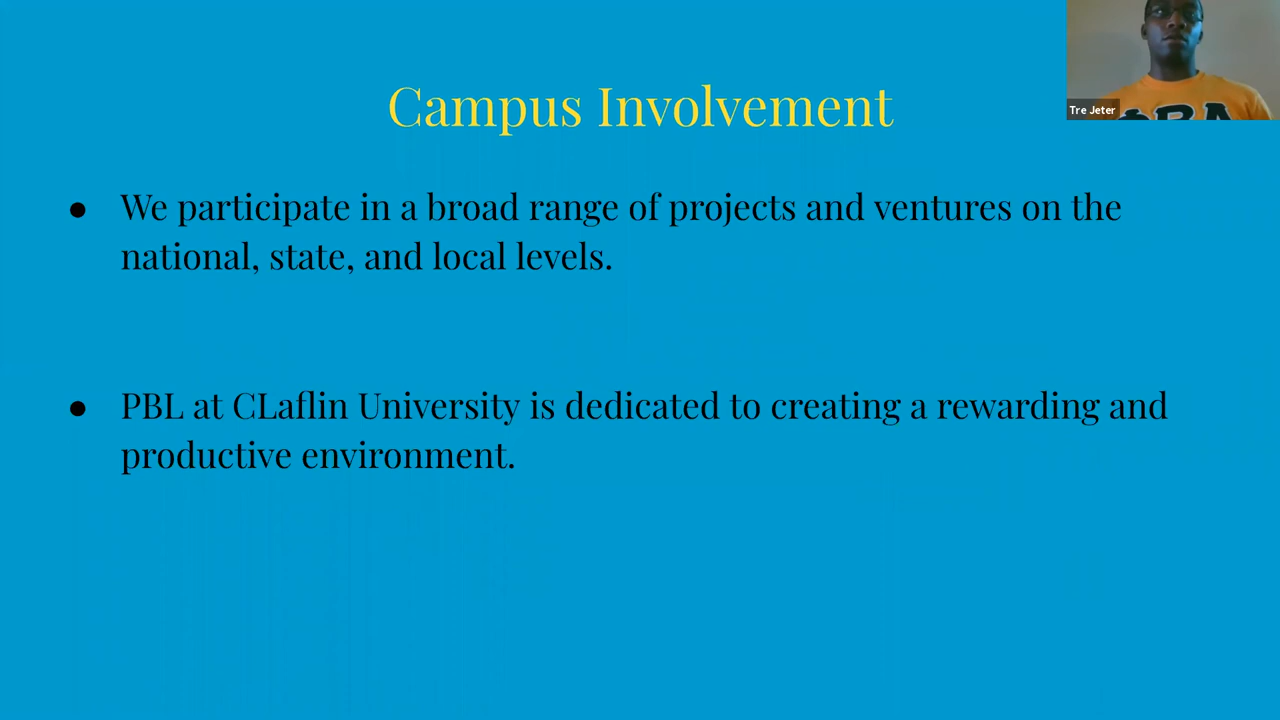 Campus Involvement
Tre Jeter
● We participate in a broad range of projects and ventures on the
national, state, and local levels.
● PBL at CLaflin University is dedicated to creating a rewarding and
productive environment.